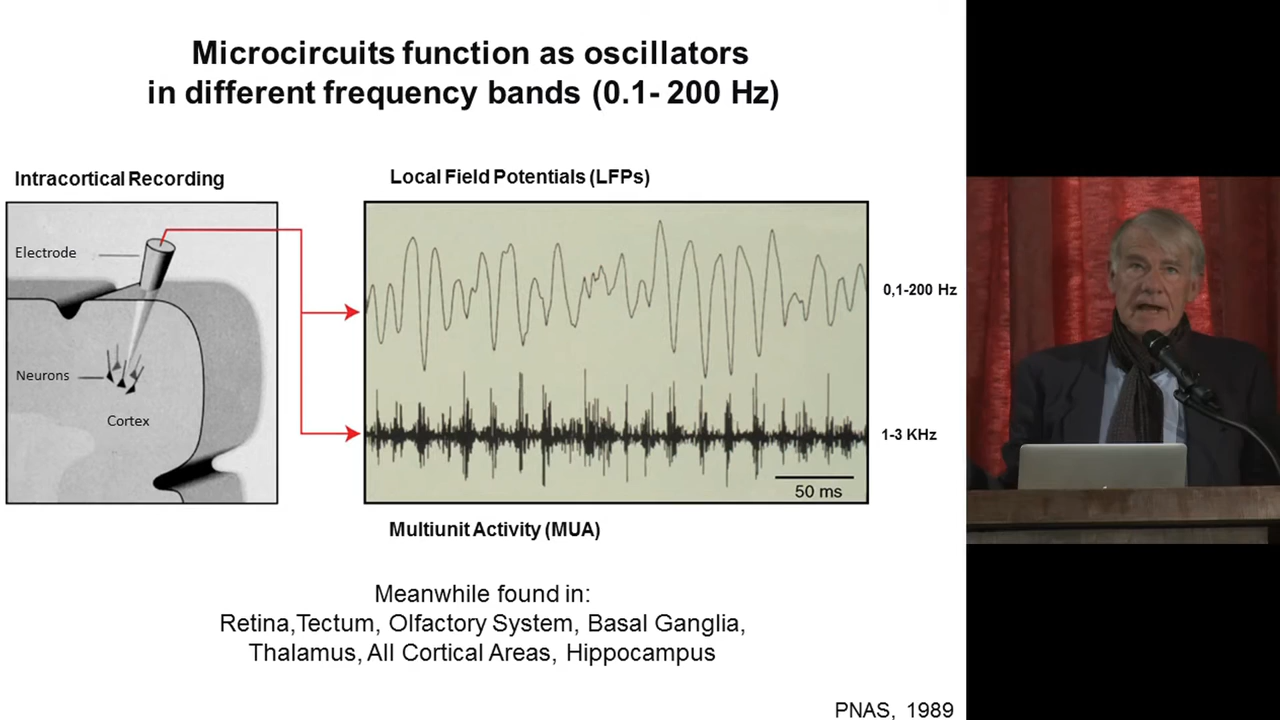 Microcircuits function as oscillators
in different frequency bands (0.1- 200 Hz)
Intracortical Recording
Local Field Potentials (LFPs)
Electrode
Neurons
Cortex
0,1-200 Hz
1-3 KHz
50 ms
Multiunit Activity (MUA)
Meanwhile found in:
Retina,Tectum, Olfactory System, Basal Ganglia,
Thalamus, All Cortical Areas, Hippocampus
PNAS, 1989